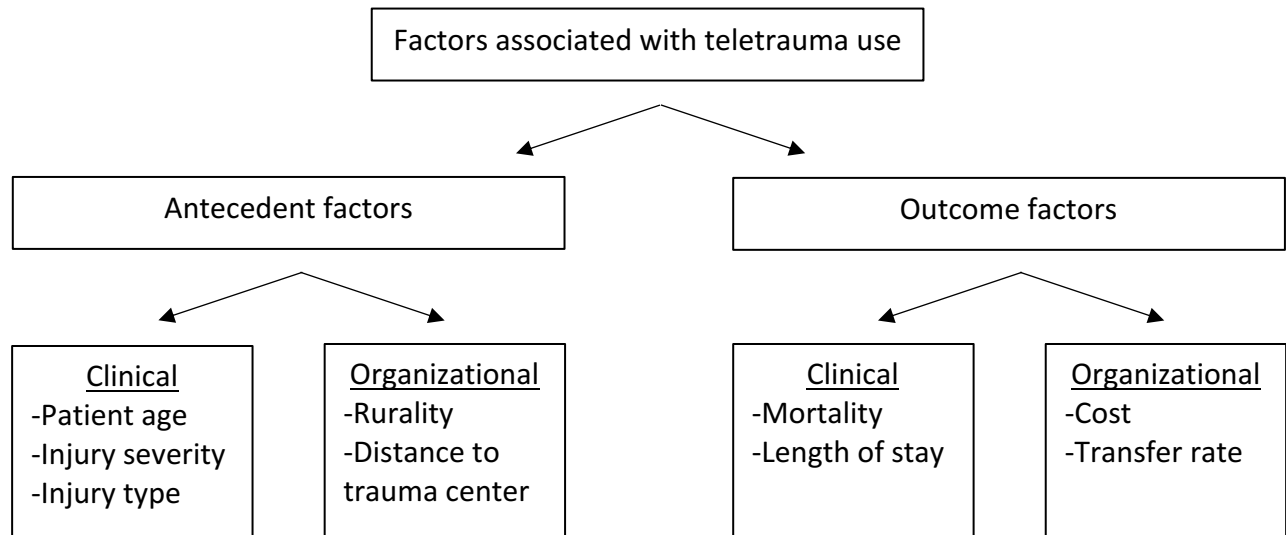 Factors associated with teletrauma use
Antecedent factors
Outcome factors
Clinical
-Patient age
-Injury severity
-Injury type
Organizational
-Rurality
-Distance to
trauma center
Clinical
-Mortality
-Length of stay
Organizational
-Cost
-Transfer rate